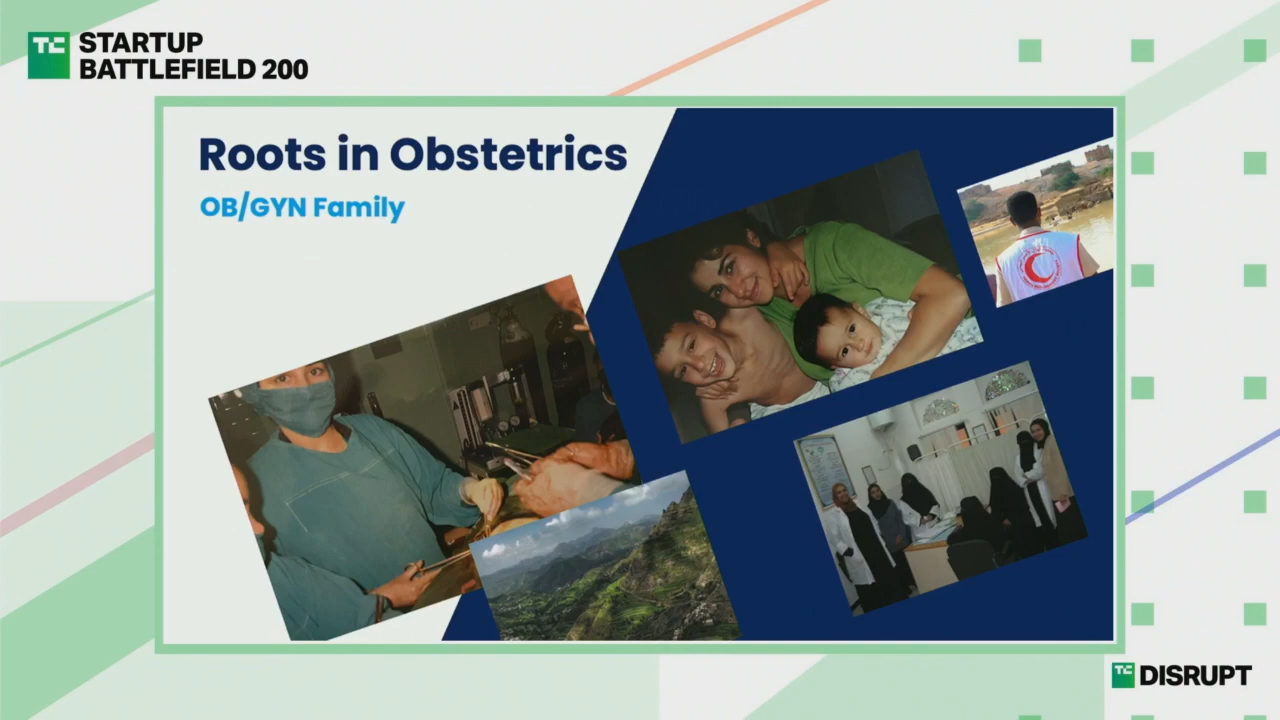 TC STARTUP
BATTLEFIELD 200
Roots in Obstetrics
OB/GYN Family
TC DISRUPT